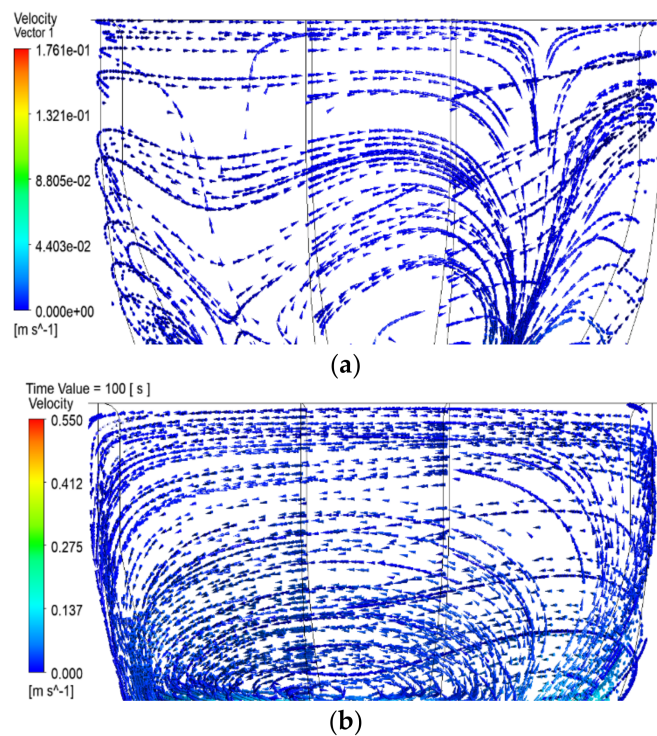 Velocity
Vector 1
1.761e-01
1.321e-01
8.805e-02
4.403e-02
0.000e+00
[m s^-1]
(a)
Time Value = 100 [ s ]
Velocity
0.550
0.412
0.275
0.137
0.000
[m s^-1]
(b)